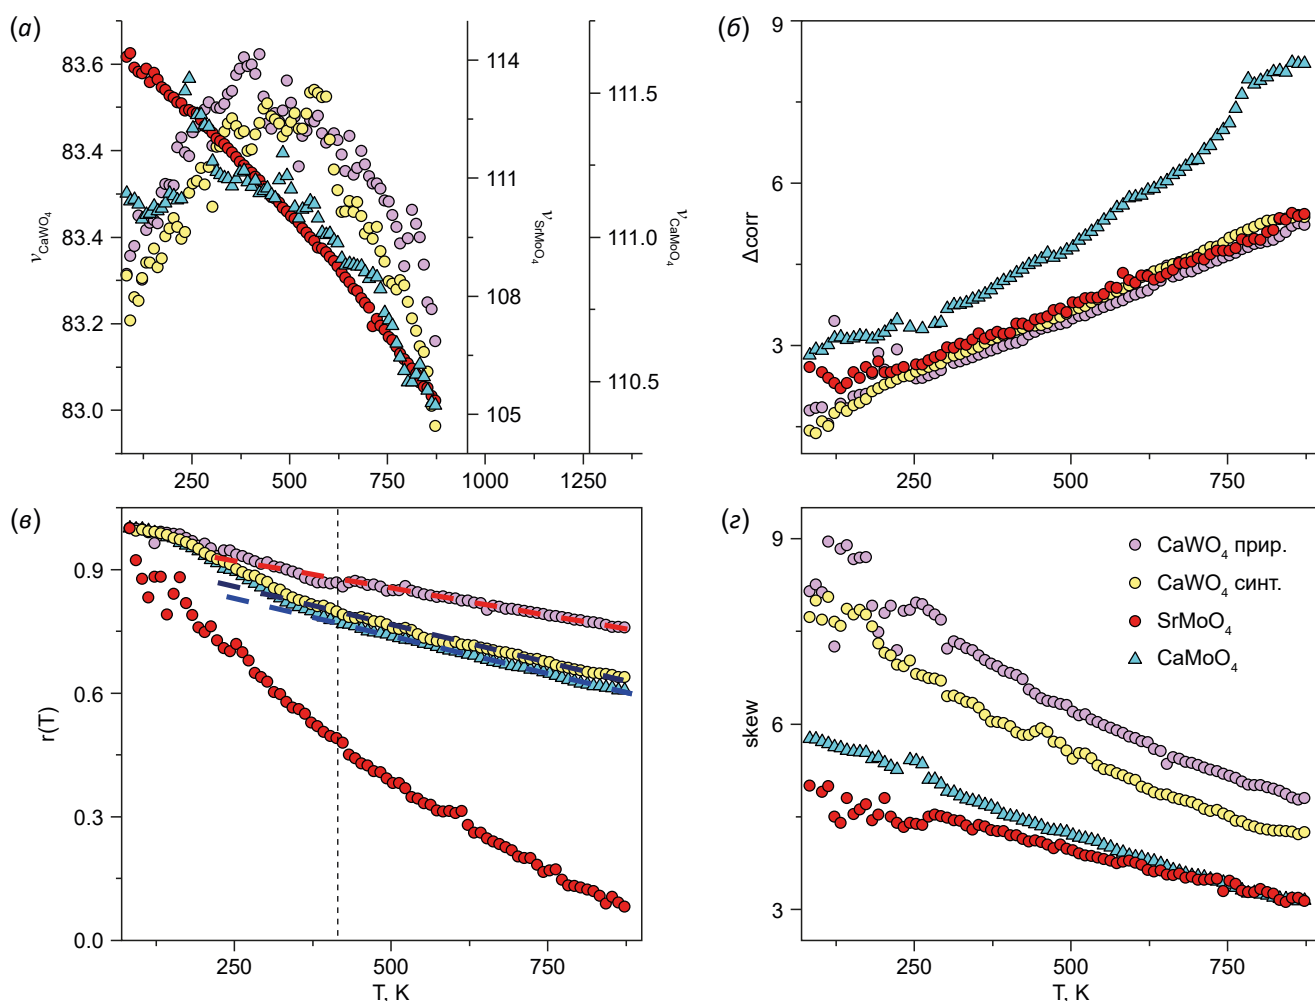 (а)
83.6
83.4
83.4
83.2
83.0
ν CaWO4
114
111
108
105
ν SrMoO4
111.5
111.0
110.5
ν CaMoO4
250 500 750 1000 1250
(б)
9
6
3
Δcorr
500 750
(в)
0.9
0.6
0.3
0.0
r(T)
250 500 750
T, K
(г)
9
6
3
skew
CaWO4 прир.
CaWO4 синт.
SrMoO4
CaMoO4
250 500 750
T, K